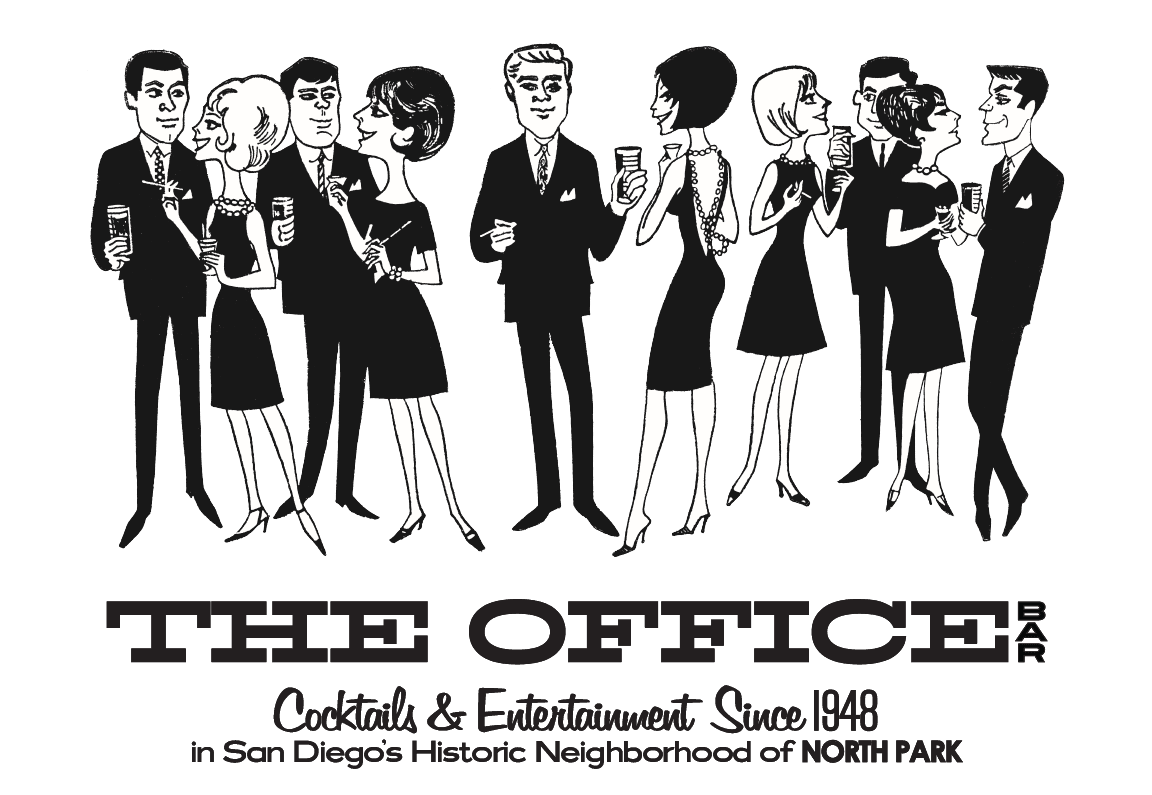 THE OFFICE BAR
Cocktails & Entertainment Since 1948
in San Diego's Historic Neighborhood of NORTH PARK